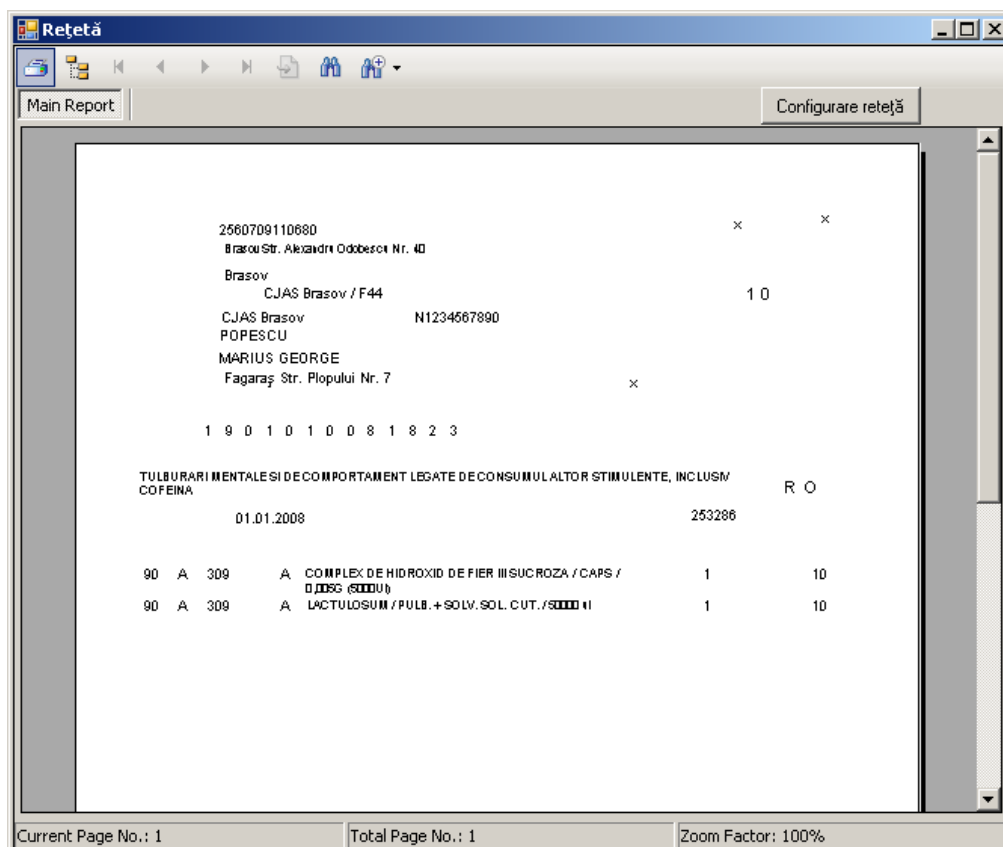 Rețetă
Main Report
Configurare rețetă
x x
2560709110680
Brasov Str. Alexandru Odobescu Nr. 40
Brasov
CJAS Brasov / F44 1 0
CJAS Brasov N1234567890
POPESCU
MARIUS GEORGE
Fagaraş Str. Plopului Nr. 7 x
1 9 0 1 0 1 0 0 8 1 8 2 3
TULBURARI MENTALE SI DE COMPORTAMENT LEGATE DE CONSUMUL ALTOR STIMULENTE, INCLUSIV
COFEINA R O
01.01.2008 253286
90 A 309 A COMPLEX DE HIDROXID DE FIER III SUCROZA / CAPS / 1 10
0,005G (5000UI)
90 A 309 A LACTULOSUM / PULB. + SOLV. SOL. CUT. / 1 10
Current Page No.: 1 Total Page No.: 1 Zoom Factor: 100%